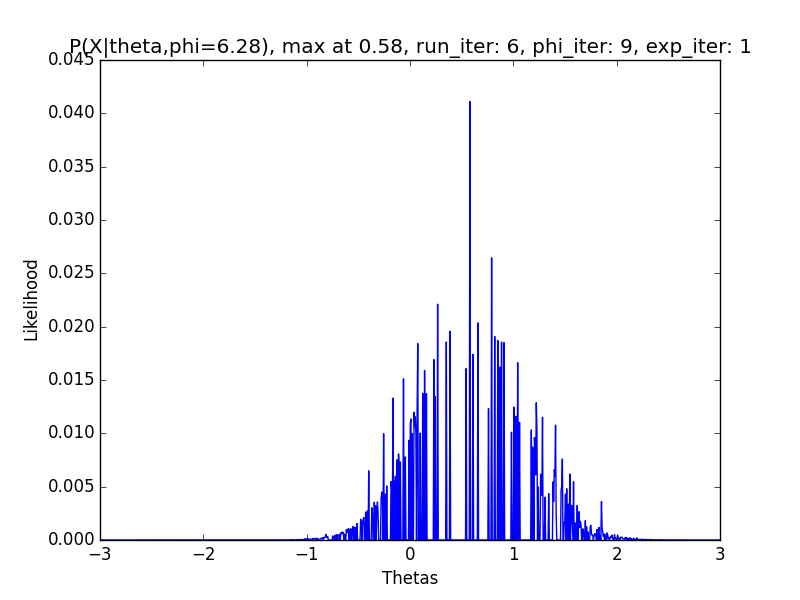 P(X|theta,phi=6.28), max at 0.58, run_iter: 6, phi_iter: 9, exp_iter: 1
0.045
0.040
0.035
0.030
0.025
0.020
0.015
0.010
0.005
0.000
Likelihood
−3 −2 −1 0 1 2 3
Thetas